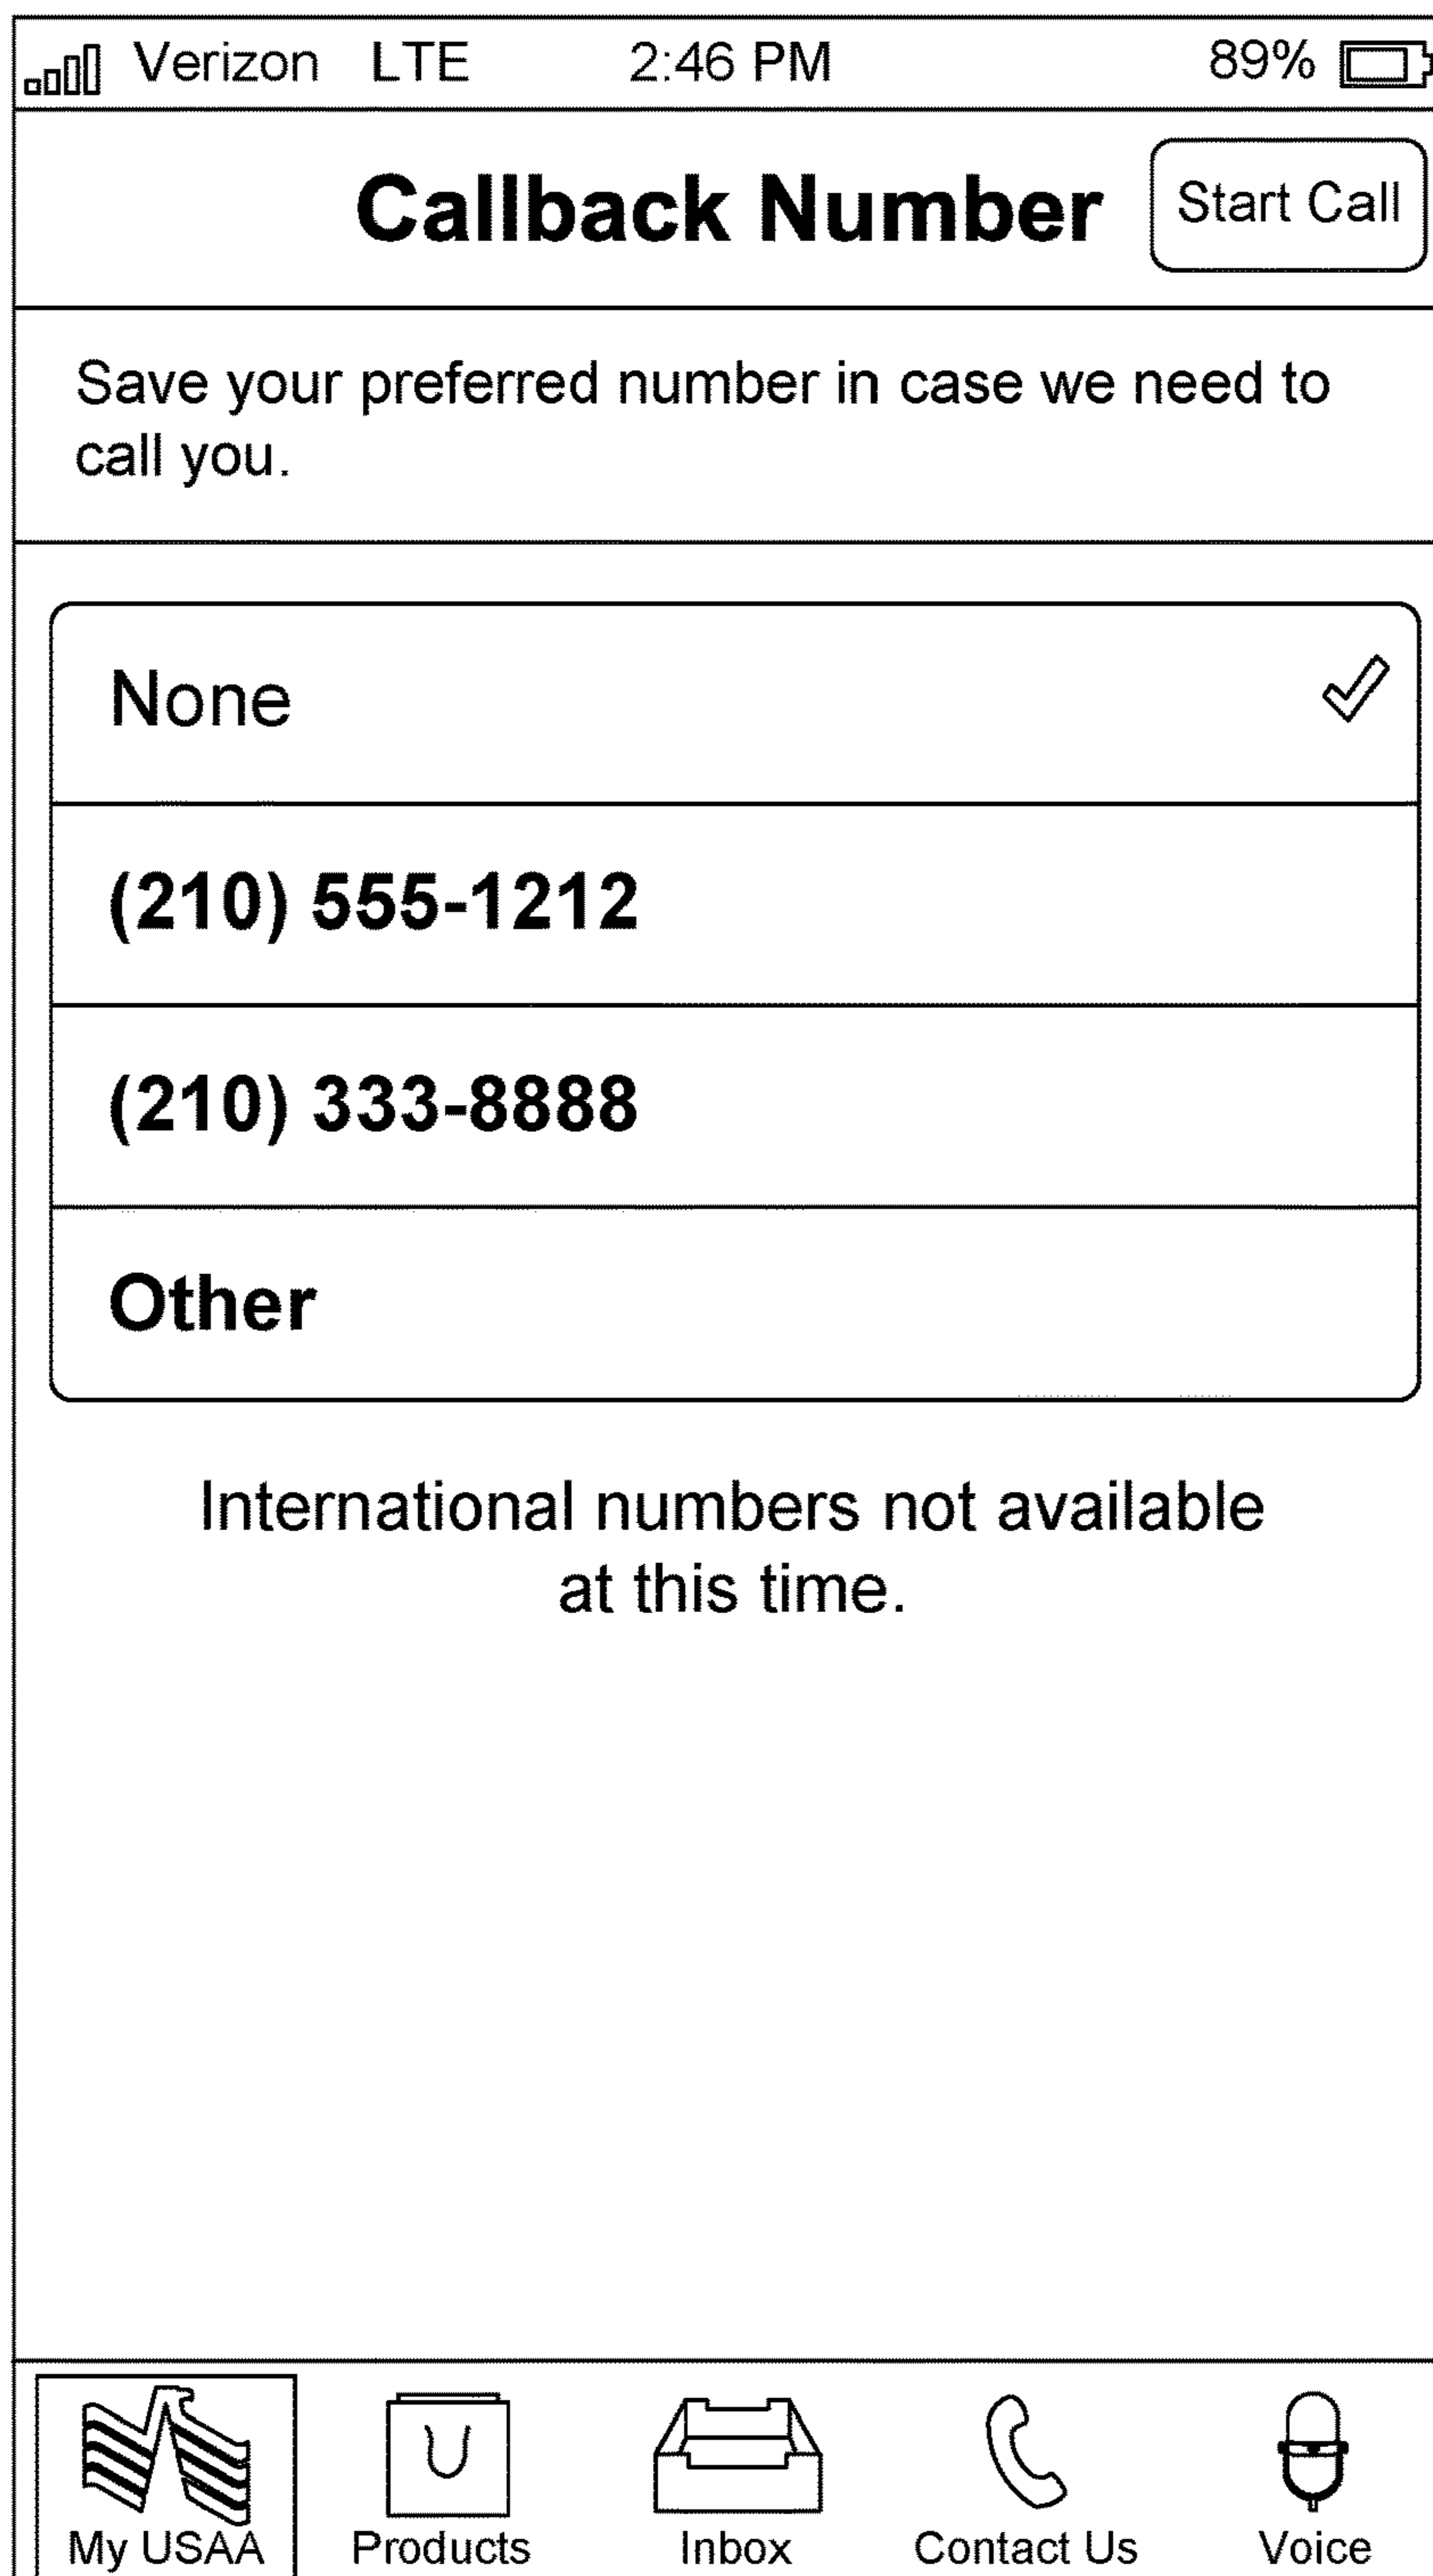 Verizon LTE 2:46 PM 89%
Callback Number Start Call
Save your preferred number in case we need to
call you.
None
(210) 555-1212
(210) 333-8888
Other
International numbers not available
at this time.
My USAA Products Inbox Contact Us Voice